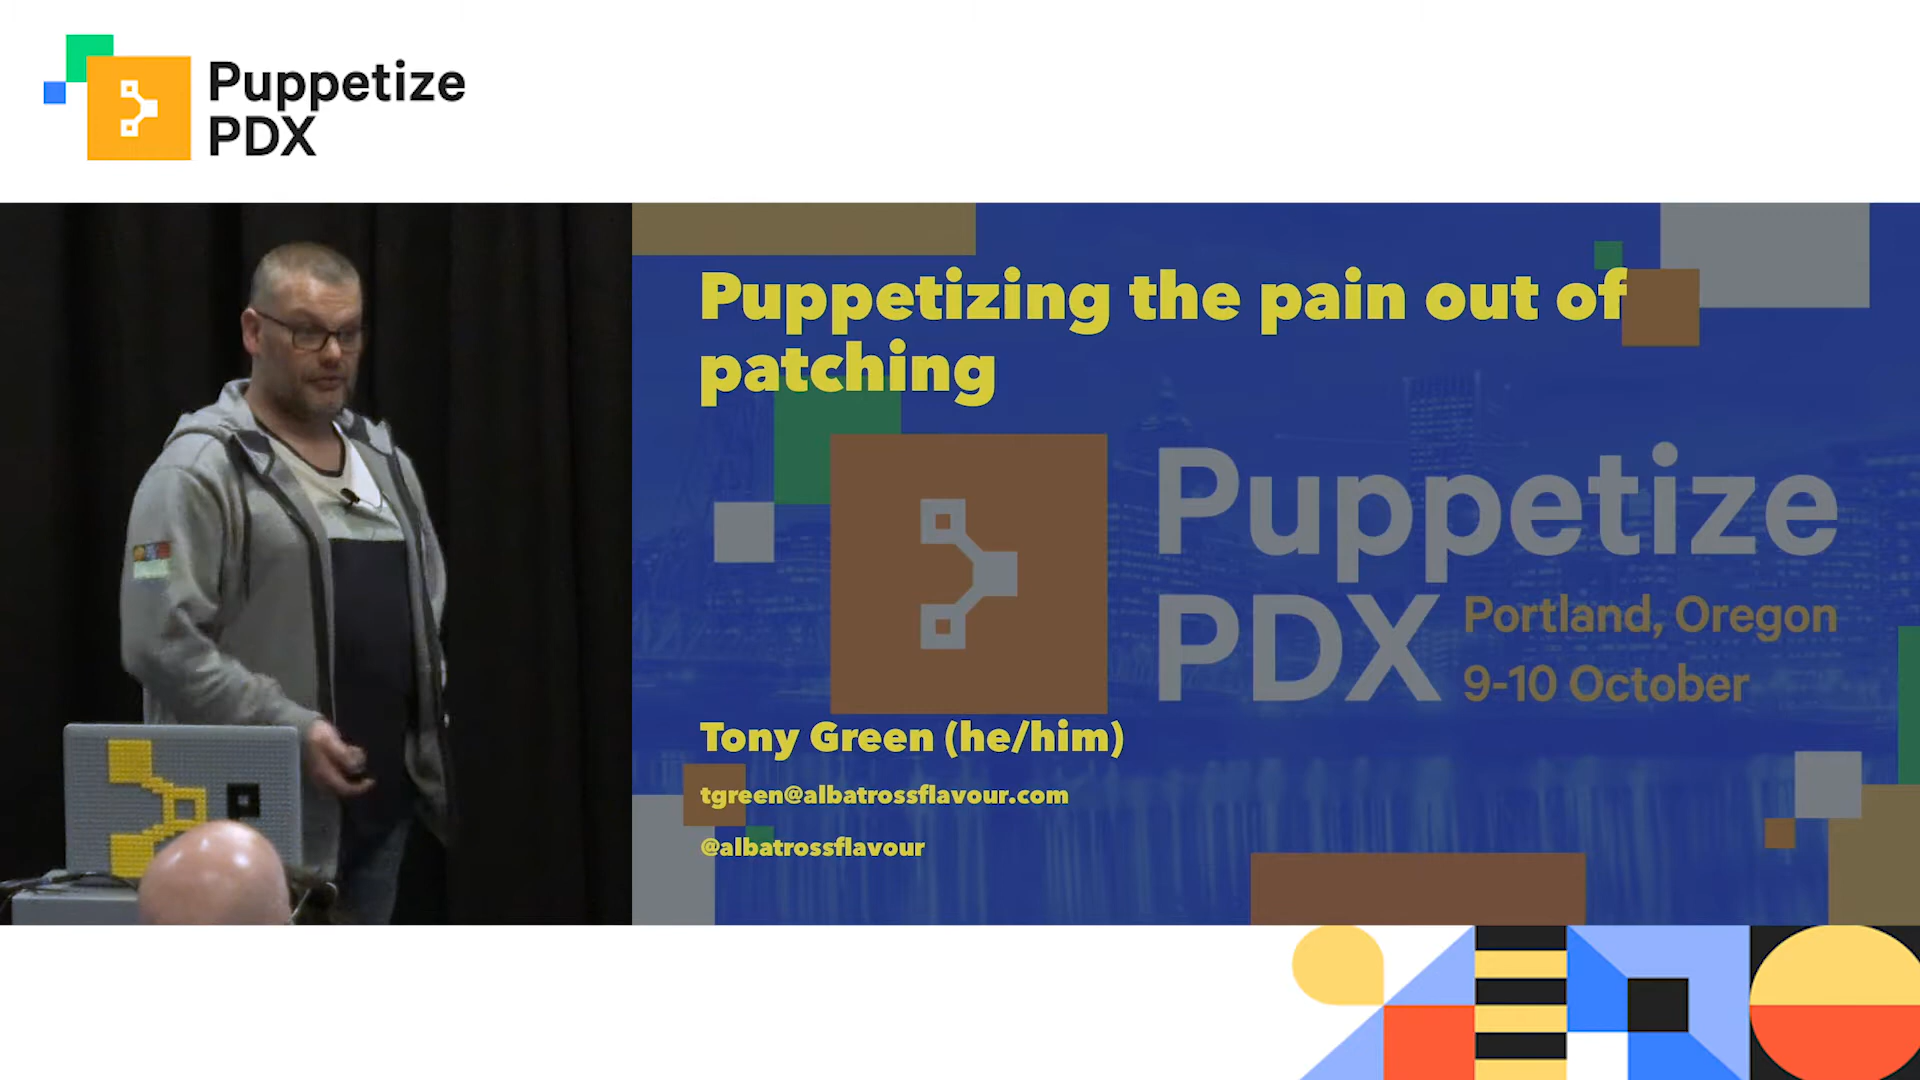 Puppetize
PDX
Puppetizing the pain out of
patching
Puppetize
PDX
Portland, Oregon
9-10 October
Tony Green (he/him)
tgreen@albatrossflavour.com
@albatrossflavour